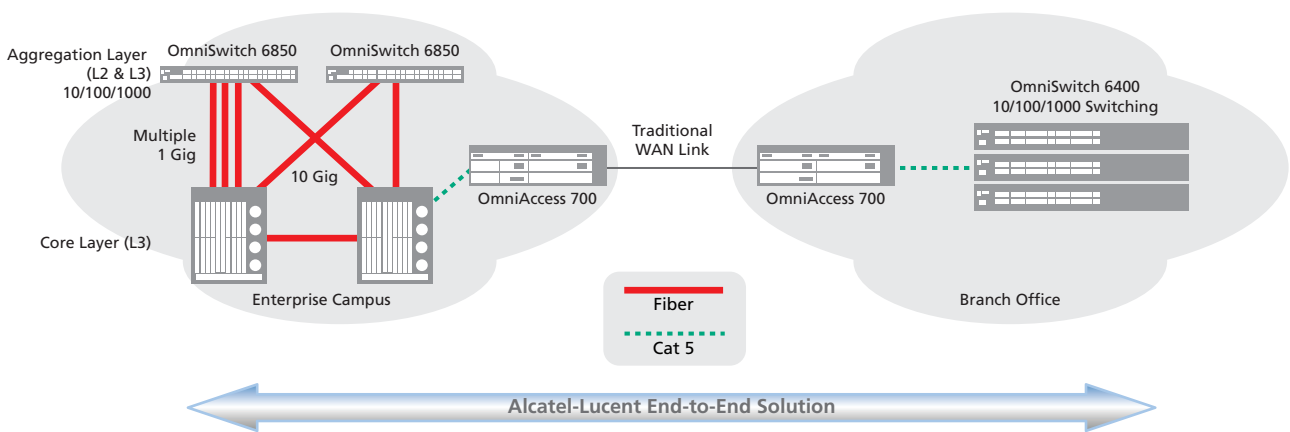 Aggregation Layer
(L2 & L3)
10/100/1000
OmniSwitch 6850
OmniSwitch 6850
Multiple
1 Gig
10 Gig
Core Layer (L3)
Enterprise Campus
OmniAccess 700
Traditional
WAN Link
OmniAccess 700
OmniSwitch 6400
10/100/1000 Switching
Branch Office
Fiber
Cat 5
Alcatel-Lucent End-to-End Solution